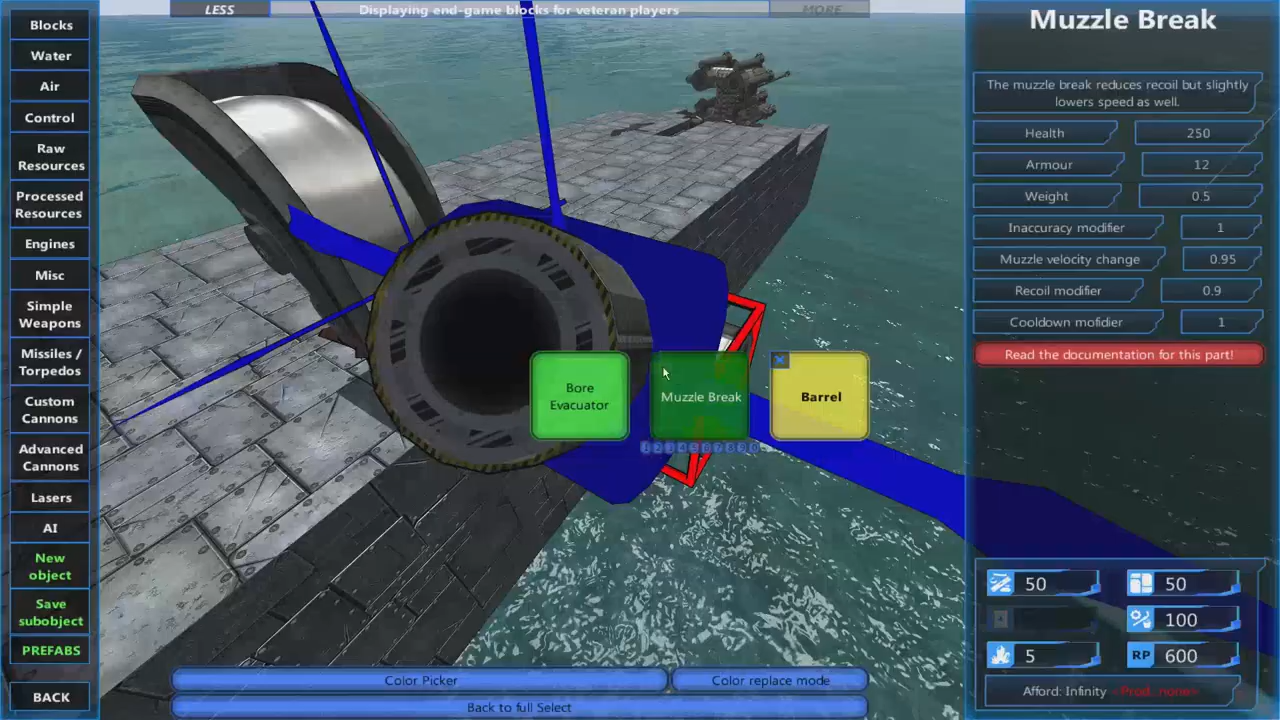 LESS
Displaying end-game blocks for veteran players
MORE
Blocks
Water
Air
Control
Raw
Resources
Processed
Resources
Engines
Misc
Simple
Weapons
Missiles /
Torpedos
Custom
Cannons
Advanced
Cannons
Lasers
AI
New
object
Save
subobject
PREFABS
BACK
Bore
Evacuator
Muzzle Break
Barrel
Color Picker
Color replace mode
Back to full Select
Muzzle Break
The muzzle break reduces recoil but slightly
lowers speed as well.
Health 250
Armour 12
Weight 0.5
Inaccuracy modifier 1
Muzzle velocity change 0.95
Recoil modifier 0.9
Cooldown mofidier 1
Read the documentation for this part!
50 50
100
5 RP 600
Afford: Infinity <Prod. none>